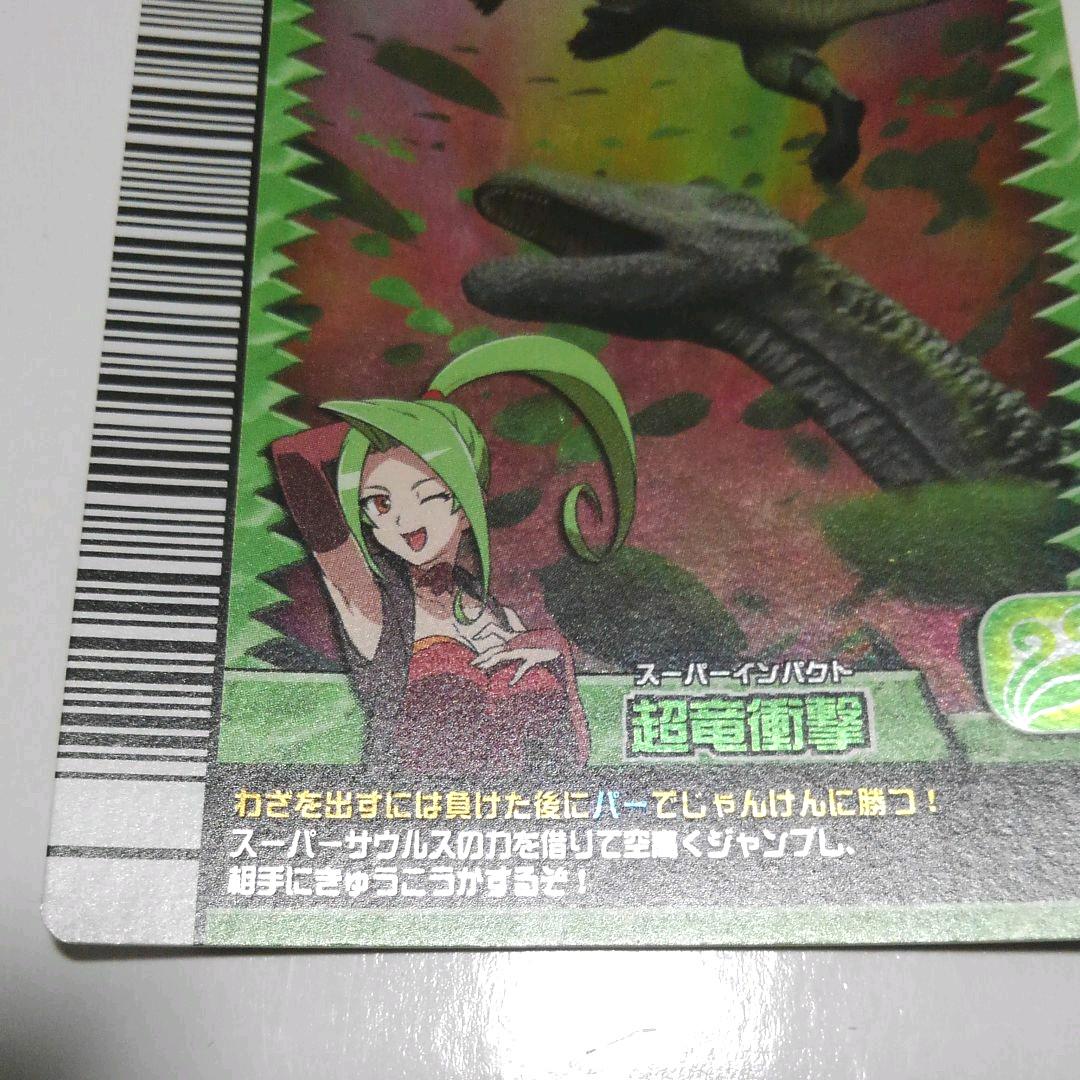 スーパーインパクト
超竜衝撃
わざを出すには負けた後にパーでじゃんけんに勝つ！
スーパーサウルスの力を借りて空高くジャンプし、
相手にきゅうこうかするぞ！